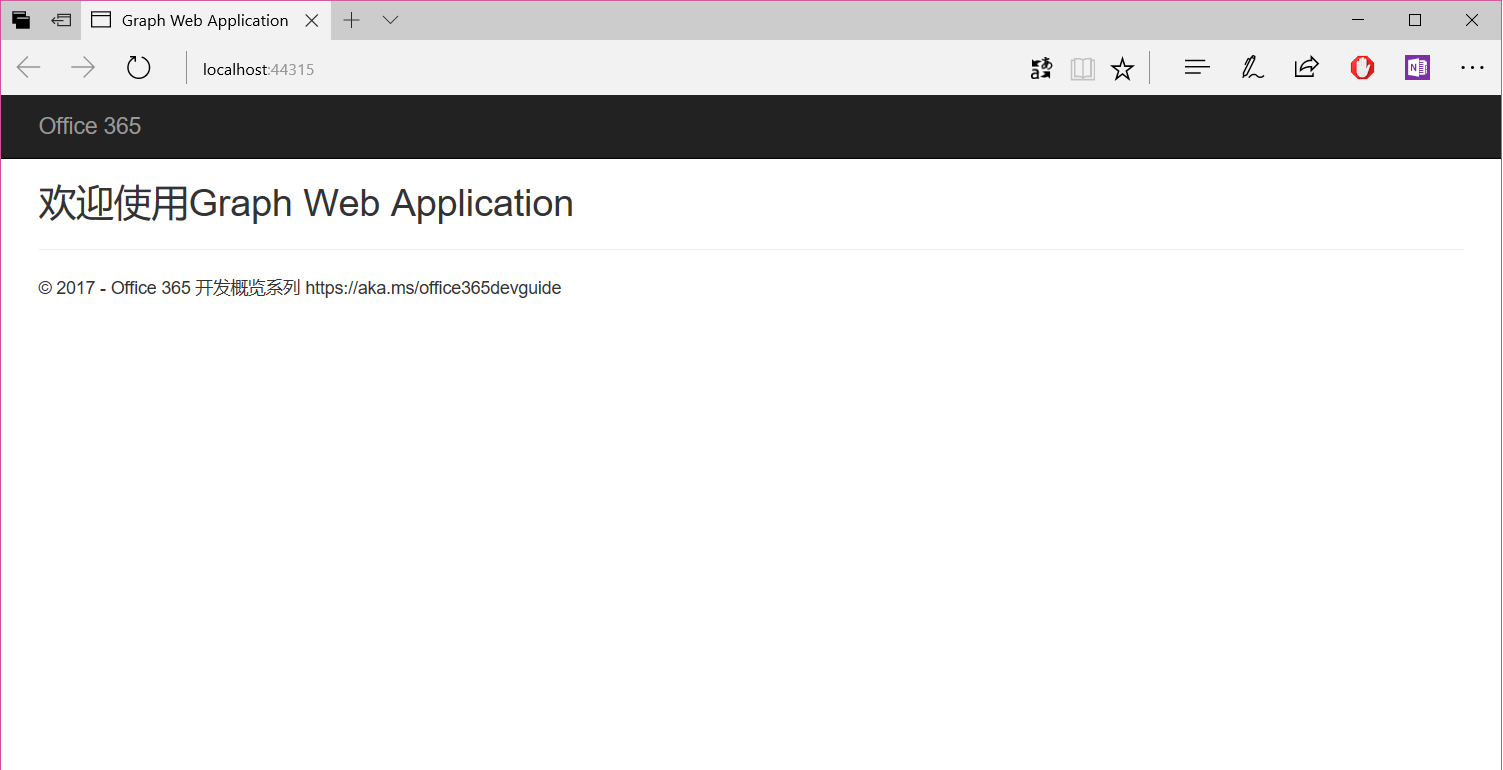 Graph Web Application
localhost:44315
Office 365
欢迎使用Graph Web Application
© 2017 - Office 365 开发概览系列 https://aka.ms/office365devguide